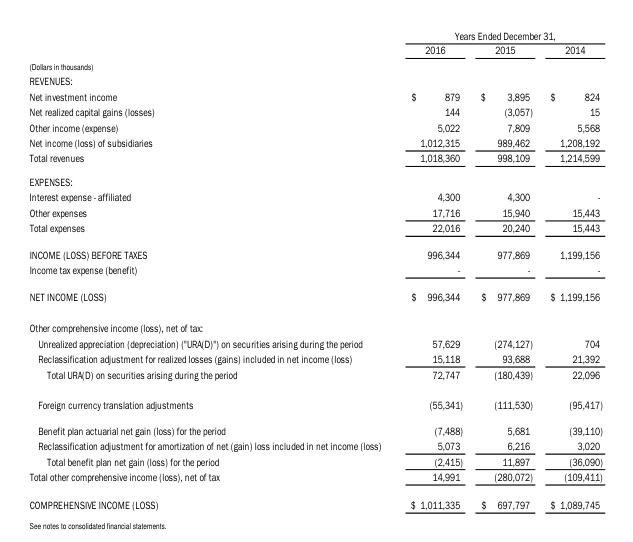 Years Ended December 31,
2016 2015 2014
(Dollars in thousands)
REVENUES:
Net investment income $ 879 $ 3,895 $ 824
Net realized capital gains (losses) 144 (3,057) 15
Other income (expense) 5,022 7,809 5,568
Net income (loss) of subsidiaries 1,012,315 989,462 1,208,192
Total revenues 1,018,360 998,109 1,214,599
EXPENSES:
Interest expense - affiliated 4,300 4,300 -
Other expenses 17,716 15,940 15,443
Total expenses 22,016 20,240 15,443
INCOME (LOSS) BEFORE TAXES 996,344 977,869 1,199,156
Income tax expense (benefit) - - -
NET INCOME (LOSS) $ 996,344 $ 977,869 $ 1,199,156
Other comprehensive income (loss), net of tax:
Unrealized appreciation (depreciation) ("URA(D)") on securities arising during the period 57,629 (274,127) 704
Reclassification adjustment for realized losses (gains) included in net income (loss) 15,118 93,688 21,392
Total URA(D) on securities arising during the period 72,747 (180,439) 22,096
Foreign currency translation adjustments (55,341) (111,530) (95,417)
Benefit plan actuarial net gain (loss) for the period (7,488) 5,681 (39,110)
Reclassification adjustment for amortization of net (gain) loss included in net income (loss) 5,073 6,216 3,020
Total benefit plan net gain (loss) for the period (2,415) 11,897 (36,090)
Total other comprehensive income (loss), net of tax 14,991 (280,072) (109,411)
COMPREHENSIVE INCOME (LOSS) $ 1,011,335 $ 697,797 $ 1,089,745
See notes to consolidated financial statements.